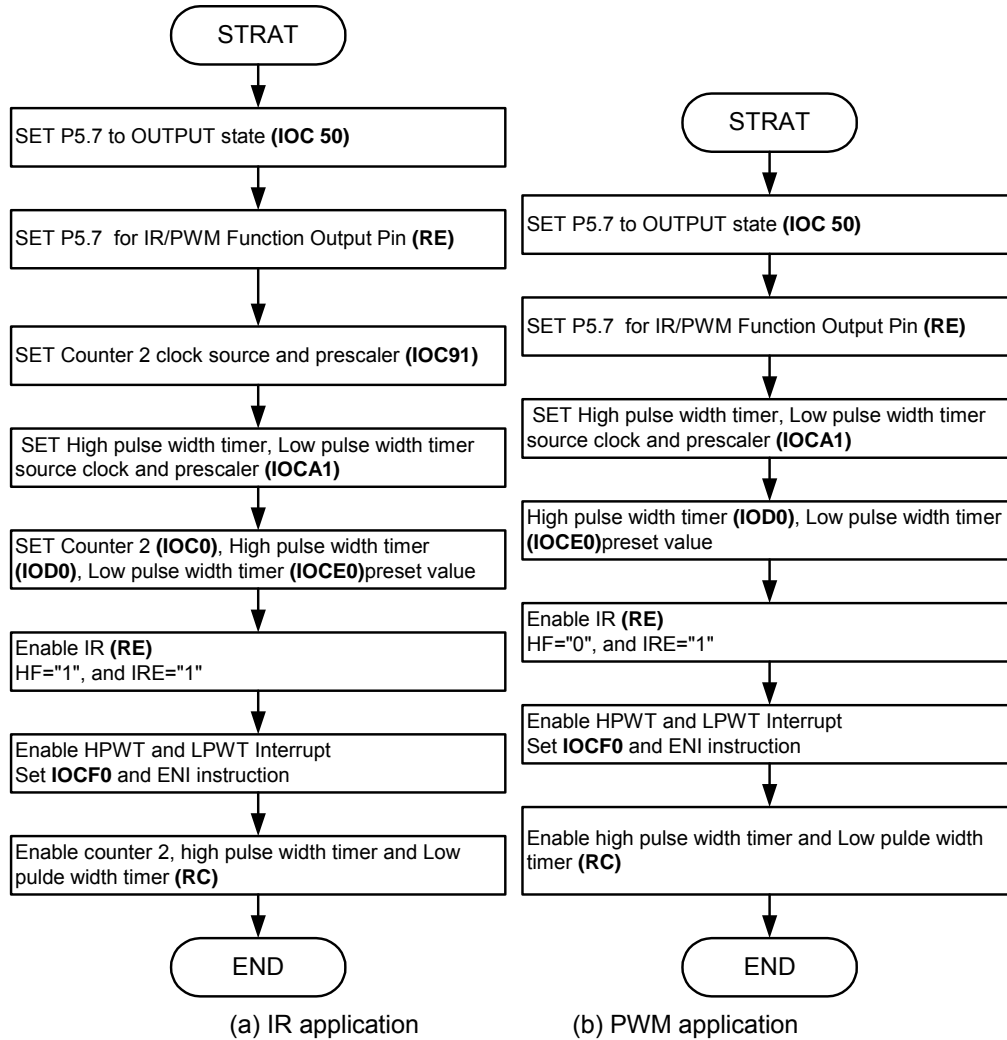 STRAT
SET P5.7 to OUTPUT state (IOC 50)
SET P5.7  for IR/PWM Function Output Pin (RE)
SET Counter 2 clock source and prescaler (IOC91)
SET High pulse width timer, Low pulse width timer
source clock and prescaler (IOCA1)
SET Counter 2 (IOC0), High pulse width timer
(IOD0), Low pulse width timer (IOCE0)preset value
Enable IR (RE)
HF="1", and IRE="1"
Enable HPWT and LPWT Interrupt
Set IOCF0 and ENI instruction
Enable counter 2, high pulse width timer and Low
pulde width timer (RC)
END
(a) IR application
STRAT
SET P5.7 to OUTPUT state (IOC 50)
SET P5.7  for IR/PWM Function Output Pin (RE)
SET High pulse width timer, Low pulse width timer
source clock and prescaler (IOCA1)
High pulse width timer (IOD0), Low pulse width timer
(IOCE0)preset value
Enable IR (RE)
HF="0", and IRE="1"
Enable HPWT and LPWT Interrupt
Set IOCF0 and ENI instruction
Enable high pulse width timer and Low pulde width
timer (RC)
END
(b) PWM application